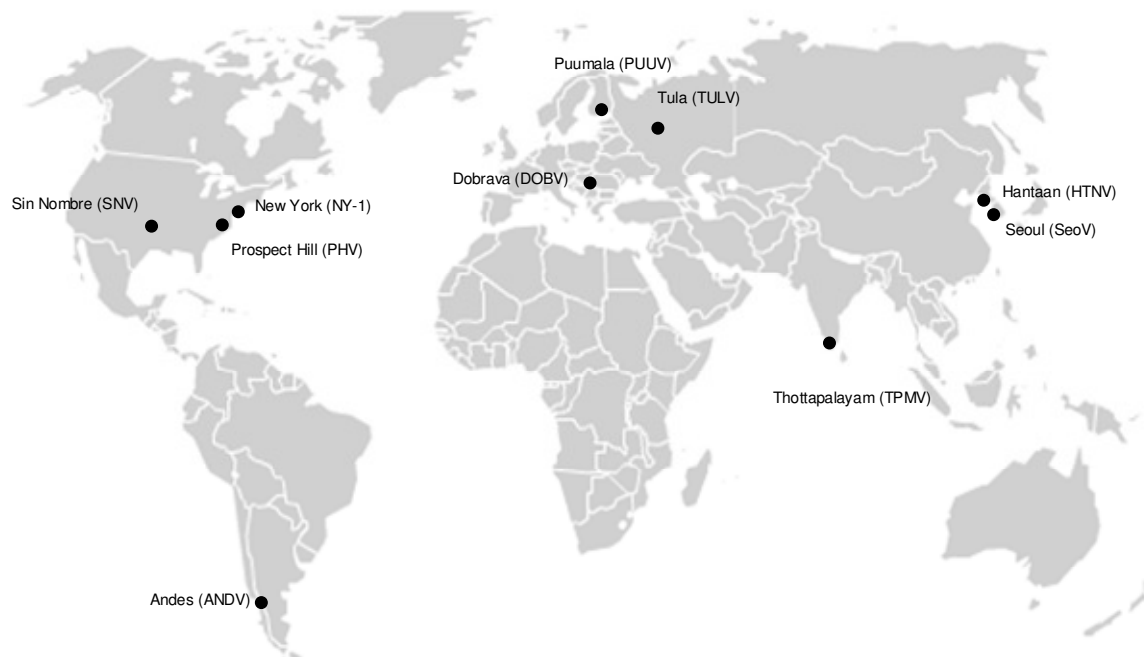 Puumala (PUUV)
Tula (TULV)
Dobrava (DOBV)
Sin Nombre (SNV)
New York (NY-1)
Prospect Hill (PHV)
Hantaan (HTNV)
Seoul (SeoV)
Thottapalayam (TPMV)
Andes (ANDV)